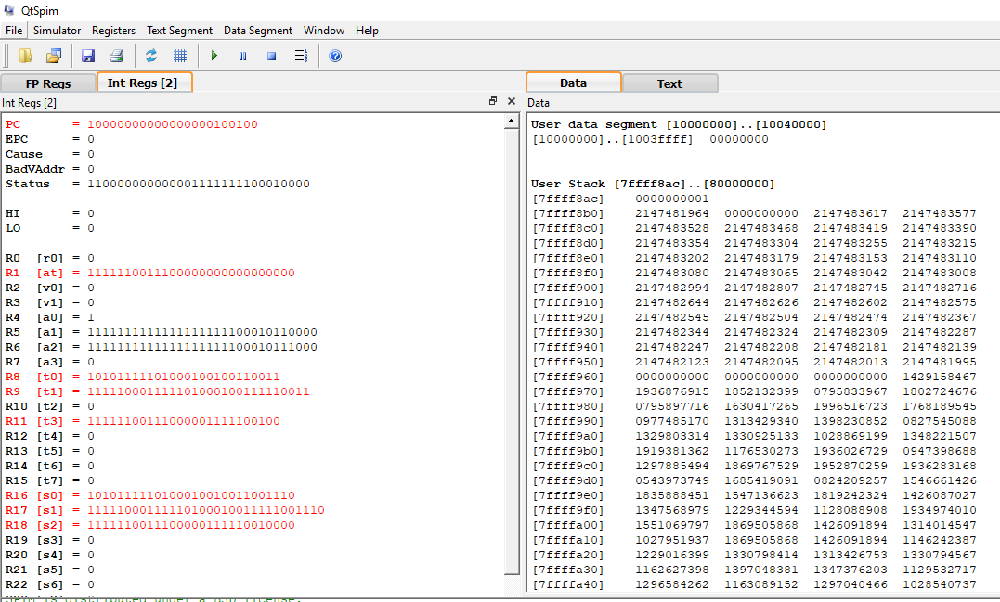 QtSpim
File Simulator Registers Text Segment Data Segment Window Help
FP Regs Int Regs [2] Data Text
Int Regs [2] Data
PC = 10000000000000000100100
EPC = 0
Cause = 0
BadVAddr = 0
Status = 110000000000001111111100010000
HI = 0
LO = 0
R0 [r0] = 0
R1 [at] = 1111110011100000000000000000
R2 [v0] = 0
R3 [v1] = 0
R4 [a0] = 1
R5 [a1] = 1111111111111111111100010110000
R6 [a2] = 1111111111111111111100010111000
R7 [a3] = 0
R8 [t0] = 10101111101000100100110011
R9 [t1] = 111110001111101000100111110011
R10 [t2] = 0
R11 [t3] = 11111100111000001111100100
R12 [t4] = 0
R13 [t5] = 0
R14 [t6] = 0
R15 [t7] = 0
R16 [s0] = 1010111110100010010011001110
R17 [s1] = 11111000111110100010011111001110
R18 [s2] = 1111110011100000111110010000
R19 [s3] = 0
R20 [s4] = 0
R21 [s5] = 0
R22 [s6] = 0
User data segment [10000000]..[10040000]
[10000000]..[1003ffff] 00000000
User Stack [7ffff8ac]..[80000000]
[7ffff8ac] 0000000001
[7ffff8b0] 2147481964 0000000000 2147483617 2147483577
[7ffff8c0] 2147483528 2147483468 2147483419 2147483390
[7ffff8d0] 2147483354 2147483304 2147483255 2147483215
[7ffff8e0] 2147483202 2147483179 2147483153 2147483110
[7ffff8f0] 2147483080 2147483065 2147483042 2147483008
[7ffff900] 2147482994 2147482807 2147482745 2147482716
[7ffff910] 2147482644 2147482626 2147482602 2147482575
[7ffff920] 2147482545 2147482504 2147482474 2147482367
[7ffff930] 2147482344 2147482324 2147482309 2147482287
[7ffff940] 2147482247 2147482208 2147482181 2147482139
[7ffff950] 2147482123 2147482095 2147482013 2147481995
[7ffff960] 0000000000 0000000000 0000000000 1429158467
[7ffff970] 1936876915 1852132399 0795833967 1802724676
[7ffff980] 0795897716 1630417265 1996516723 1768189545
[7ffff990] 0977485170 1313429340 1398230852 0827545088
[7ffff9a0] 1329803314 1330925133 1028869199 1348221507
[7ffff9b0] 1919381362 1176530273 1936026729 0947398688
[7ffff9c0] 1297885494 1869767529 1952870259 1936283168
[7ffff9d0] 0543973749 1685419091 0824209257 1546661426
[7ffff9e0] 1835888451 1547136623 1819242324 1426087027
[7ffff9f0] 1347568979 1229344594 1128088908 1934974010
[7ffffa00] 1551069797 1869505868 1426091894 1314014547
[7ffffa10] 1027951937 1869505868 1426091894 1146242387
[7ffffa20] 1229016399 1330798414 1313426753 1330794567
[7ffffa30] 1162627398 1397048381 1347376203 1129532717
[7ffffa40] 1296584262 1163089152 1297040466 1028540737